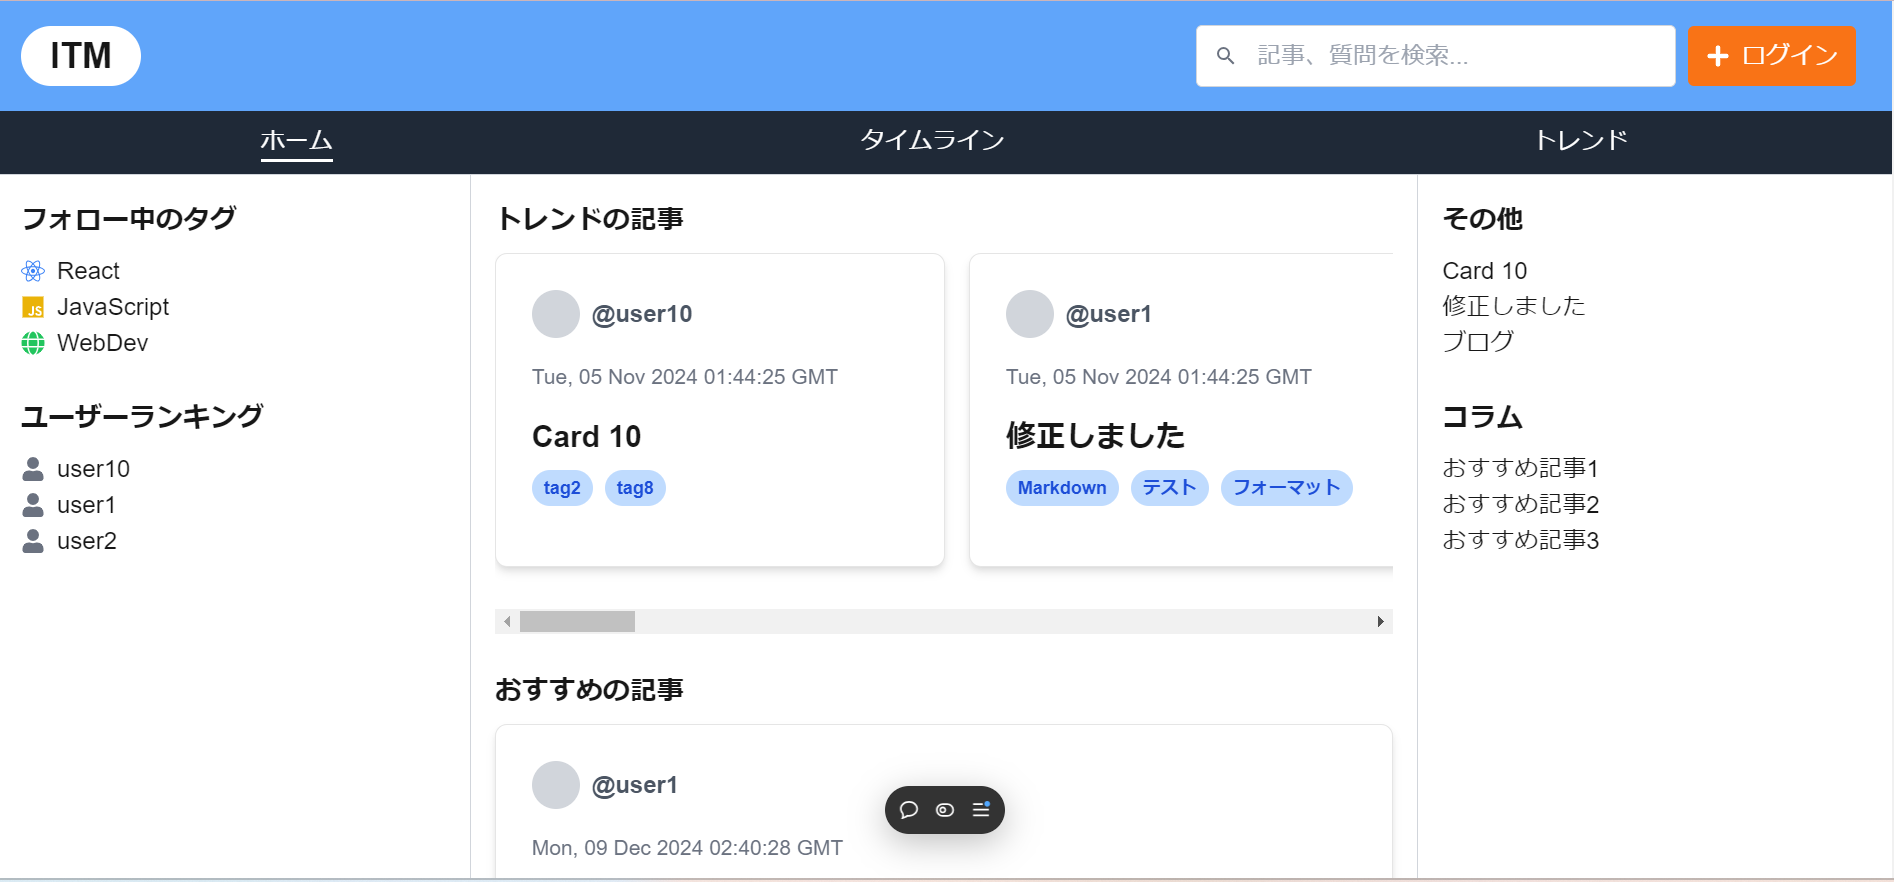 ITM
記事、質問を検索...
ログイン
ホーム
タイムライン
トレンド
フォロー中のタグ
React
JavaScript
WebDev
ユーザーランキング
user10
user1
user2
トレンドの記事
@user10
Tue, 05 Nov 2024 01:44:25 GMT
Card 10
tag2 tag8
@user1
Tue, 05 Nov 2024 01:44:25 GMT
修正しました
Markdown テスト フォーマット
おすすめの記事
@user1
Mon, 09 Dec 2024 02:40:28 GMT
その他
Card 10
修正しました
ブログ
コラム
おすすめ記事1
おすすめ記事2
おすすめ記事3